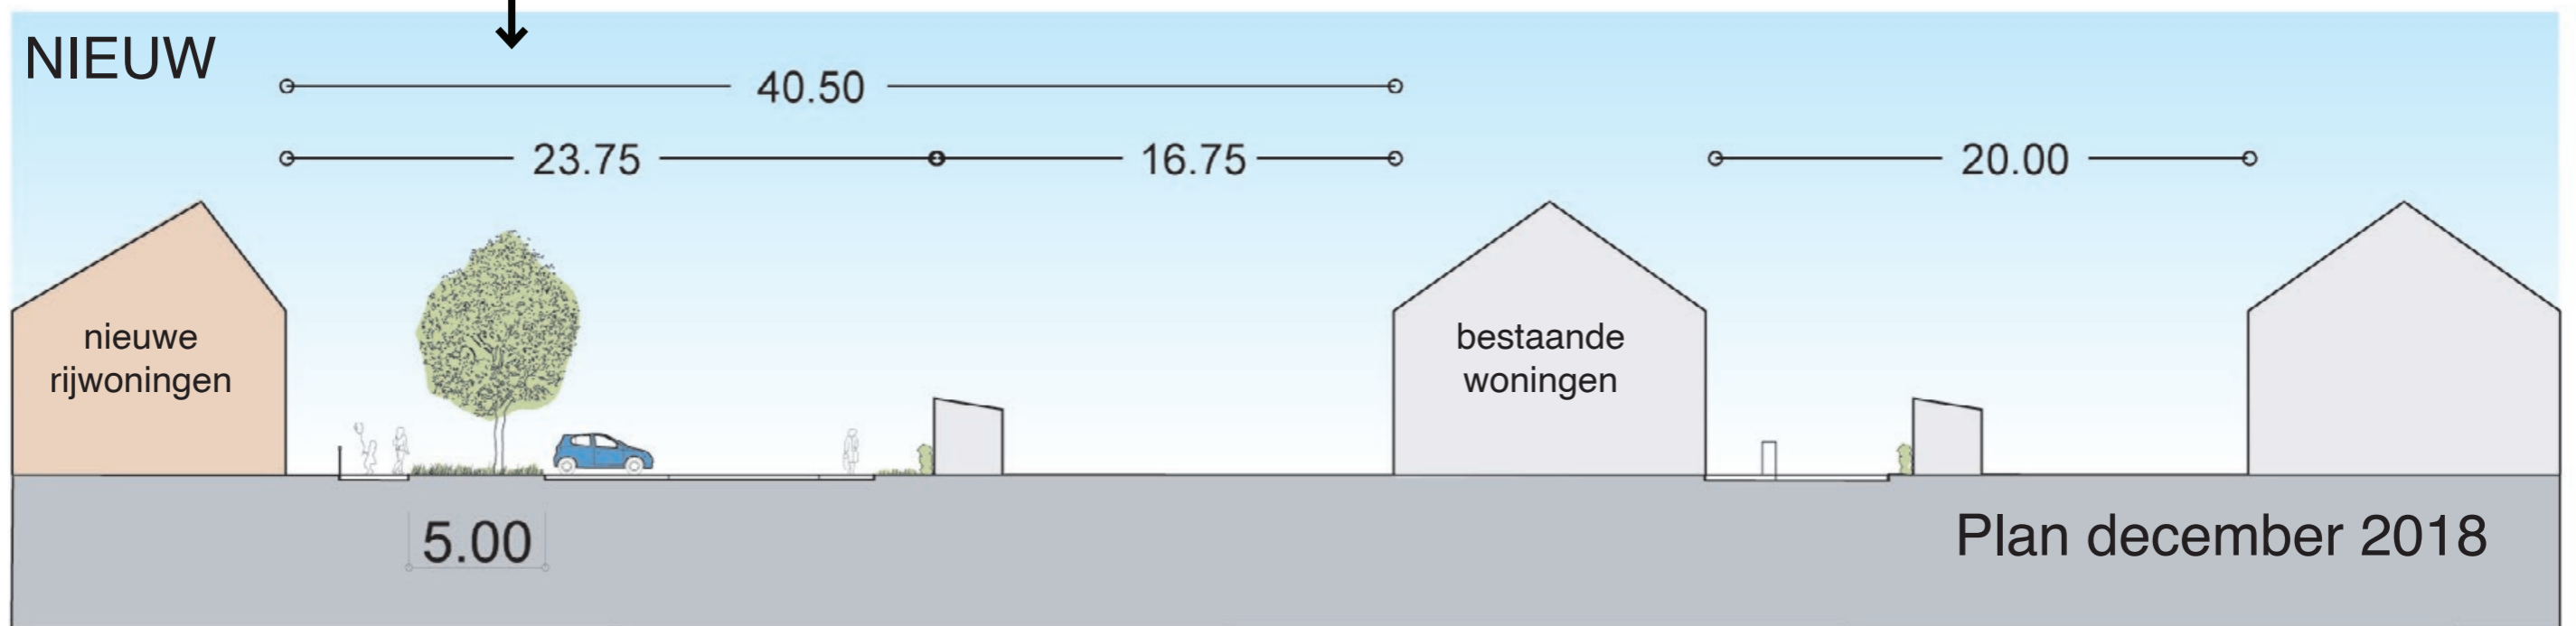 NIEUW
40.50
23.75
16.75
20.00
nieuwe
rijwoningen
bestaande
woningen
5.00
Plan december 2018